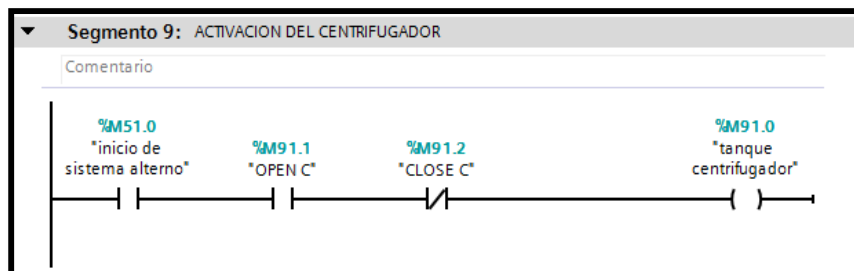 Segmento 9: ACTIVACION DEL CENTRIFUGADOR
Comentario
%M51.0
"inicio de
sistema alterno"
%M91.1
"OPEN C"
%M91.2
"CLOSE C"
%M91.0
"tanque
centrifugador"